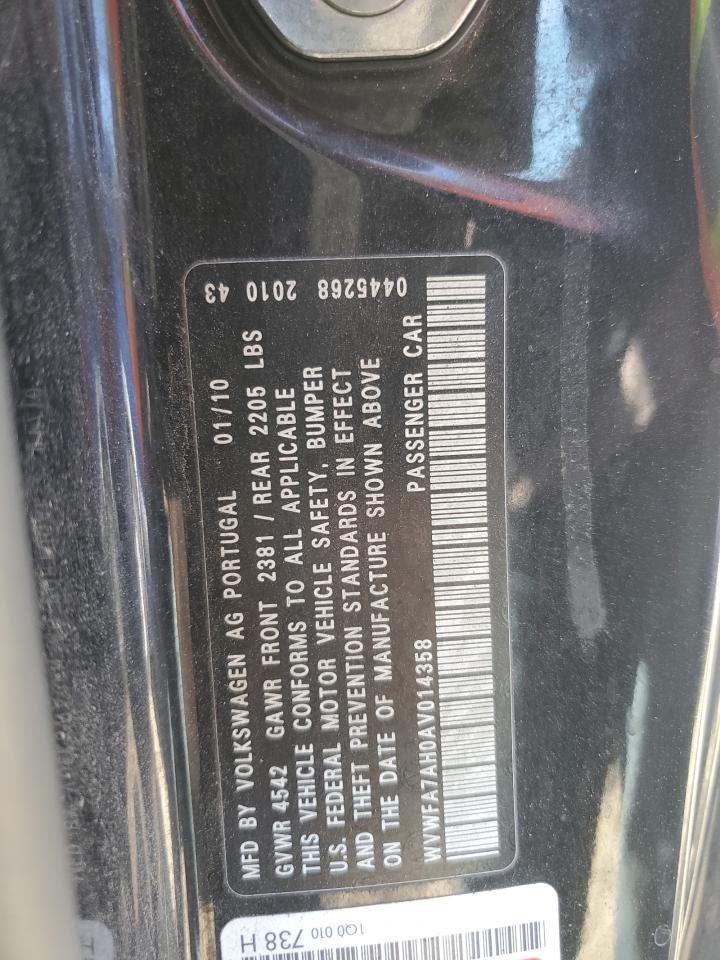 MFD BY VOLKSWAGEN AG PORTUGAL 01/10
GVWR 4542 GAWR FRONT 2381 / REAR 2205 LBS
THIS VEHICLE CONFORMS TO ALL APPLICABLE
U.S. FEDERAL MOTOR VEHICLE SAFETY, BUMPER
AND THEFT PREVENTION STANDARDS IN EFFECT
ON THE DATE OF MANUFACTURE SHOWN ABOVE
WVWFA7AH0AV014358 PASSENGER CAR
0445268 2010 43
1Q0 010
738 H